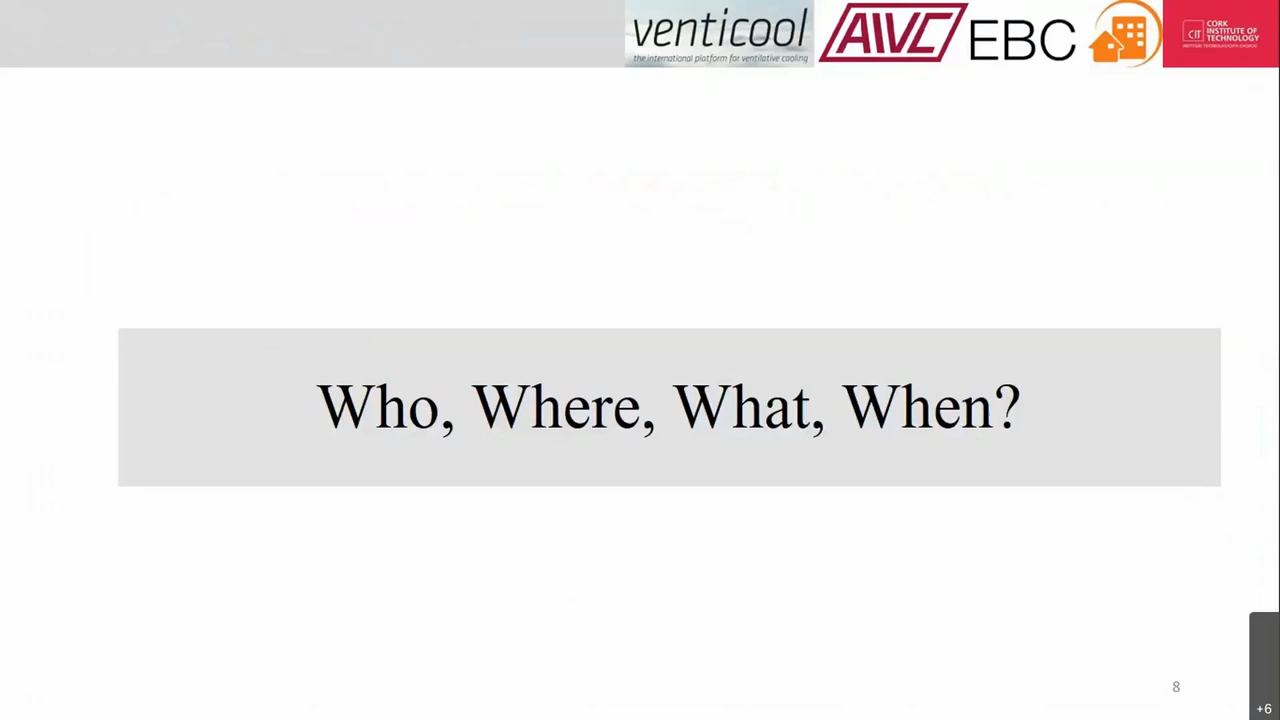 venticool
the international platform for ventilative cooling
AIVC
EBC
CIT
CORK
INSTITUTE OF
TECHNOLOGY
Who, Where, What, When?
8
+6